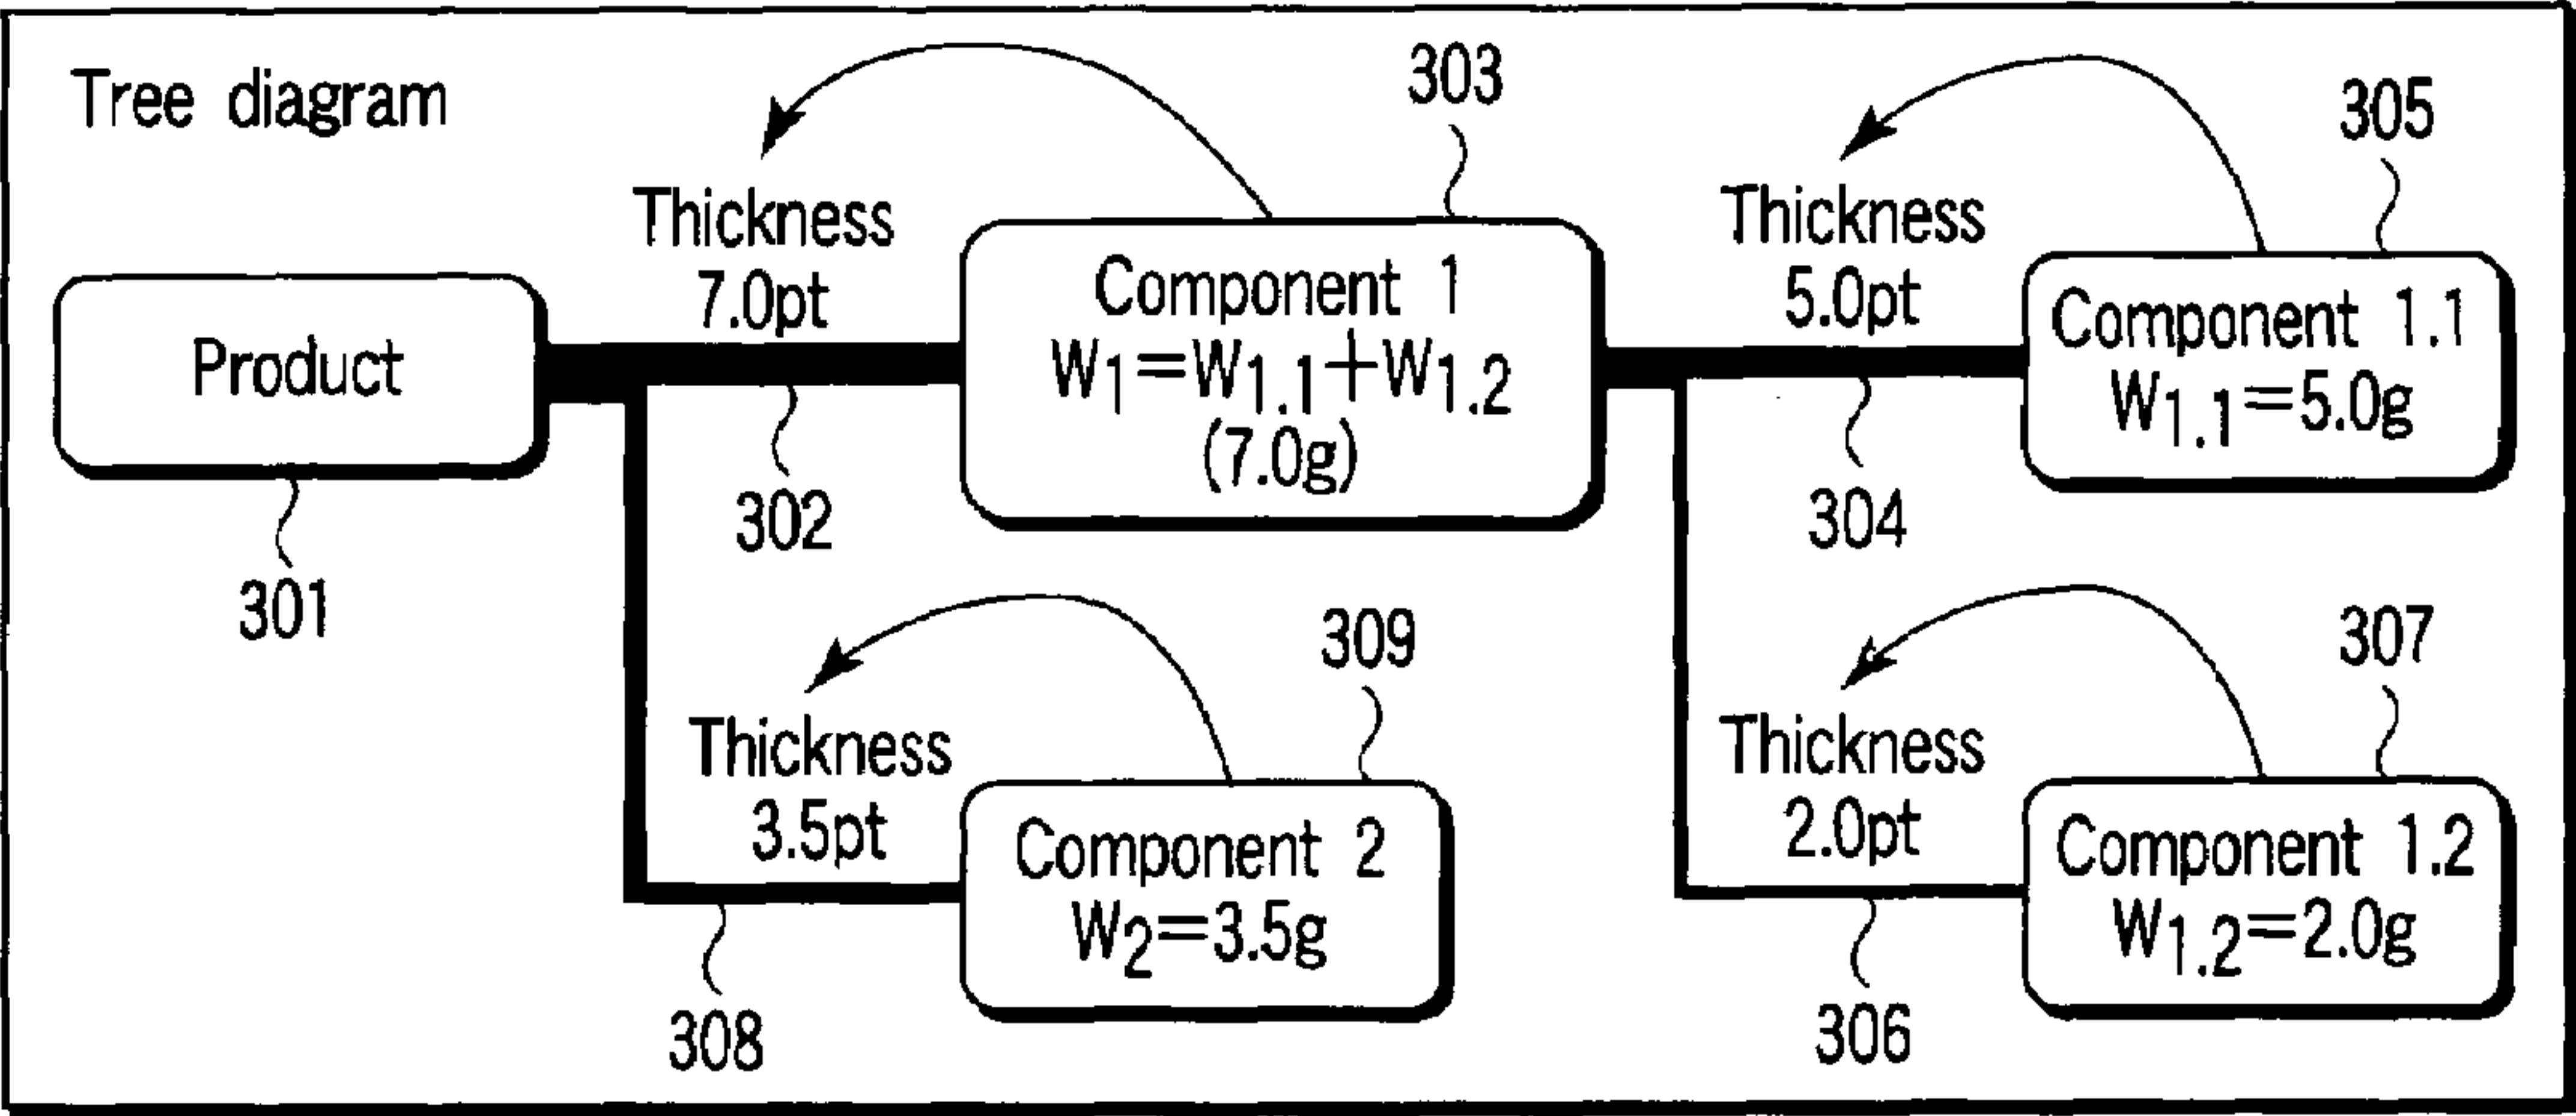 Tree diagram
303
305
Thickness
7.0pt
Thickness
5.0pt
Product
Component 1
W1=W1.1+W1.2
(7.0g)
Component 1.1
W1.1=5.0g
302
304
301
309
307
Thickness
3.5pt
Thickness
2.0pt
Component 2
W2=3.5g
Component 1.2
W1.2=2.0g
308
306